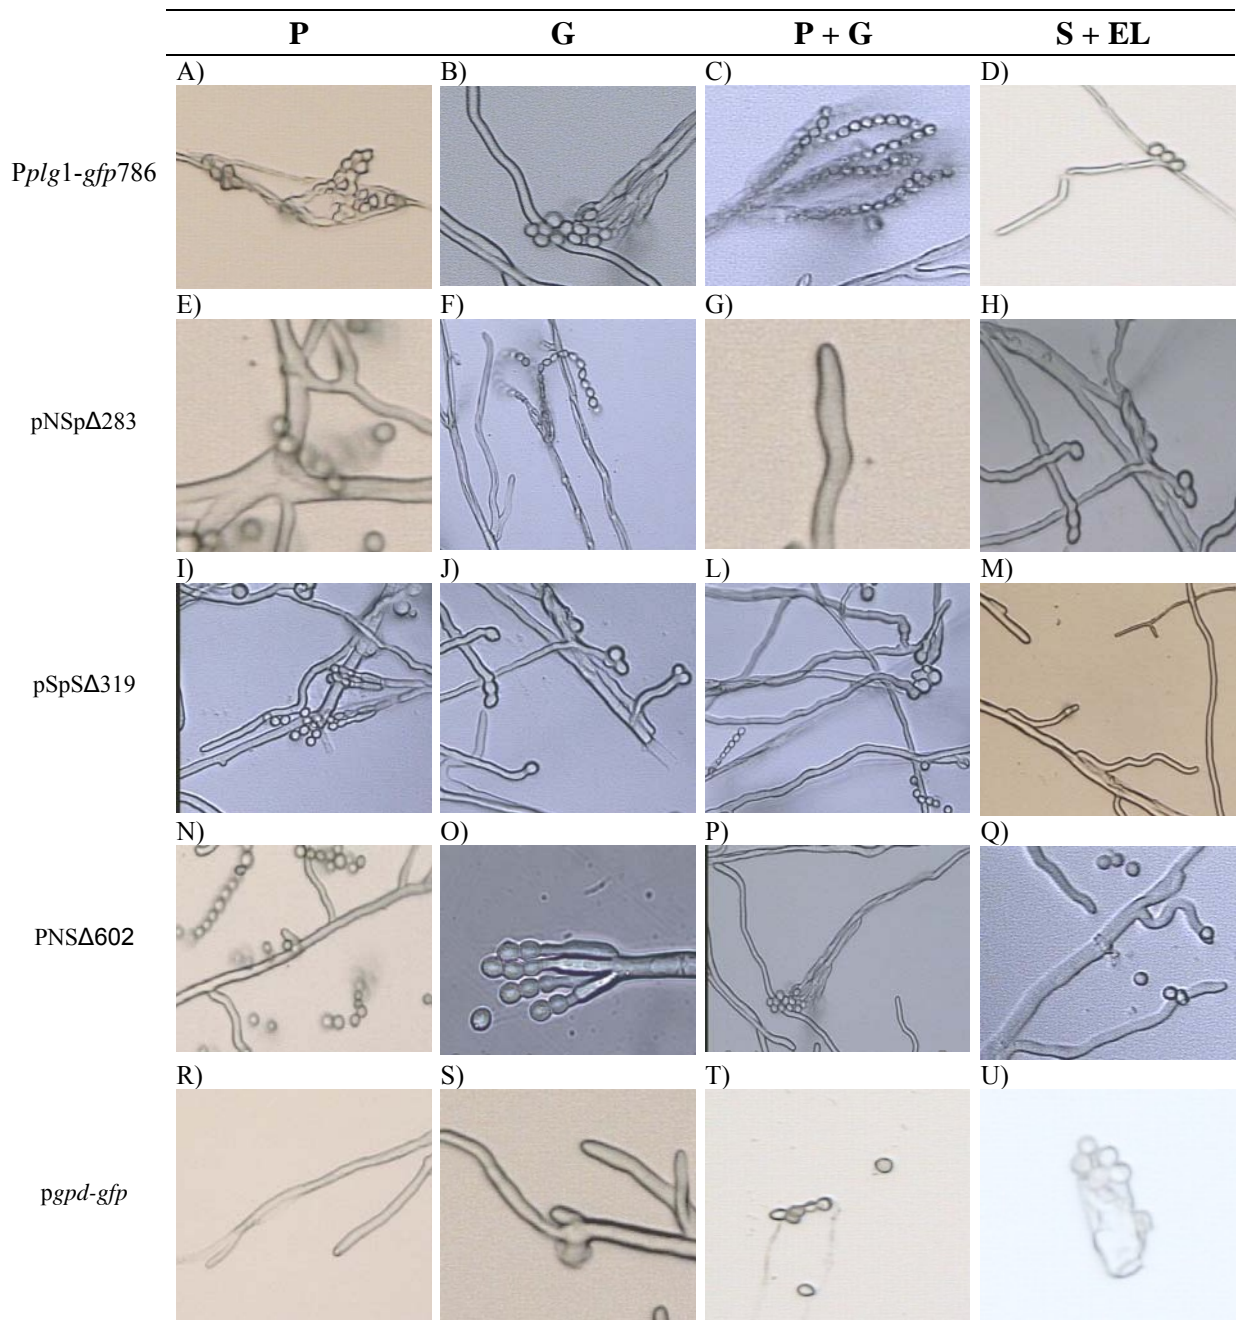 P G P + G S + EL
A) B) C) D)
Pplg1-gfp786
E) F) G) H)
pNSpΔ283
I) J) L) M)
pSpSΔ319
N) O) P) Q)
PNSΔ602
R) S) T) U)
pgpd-gfp